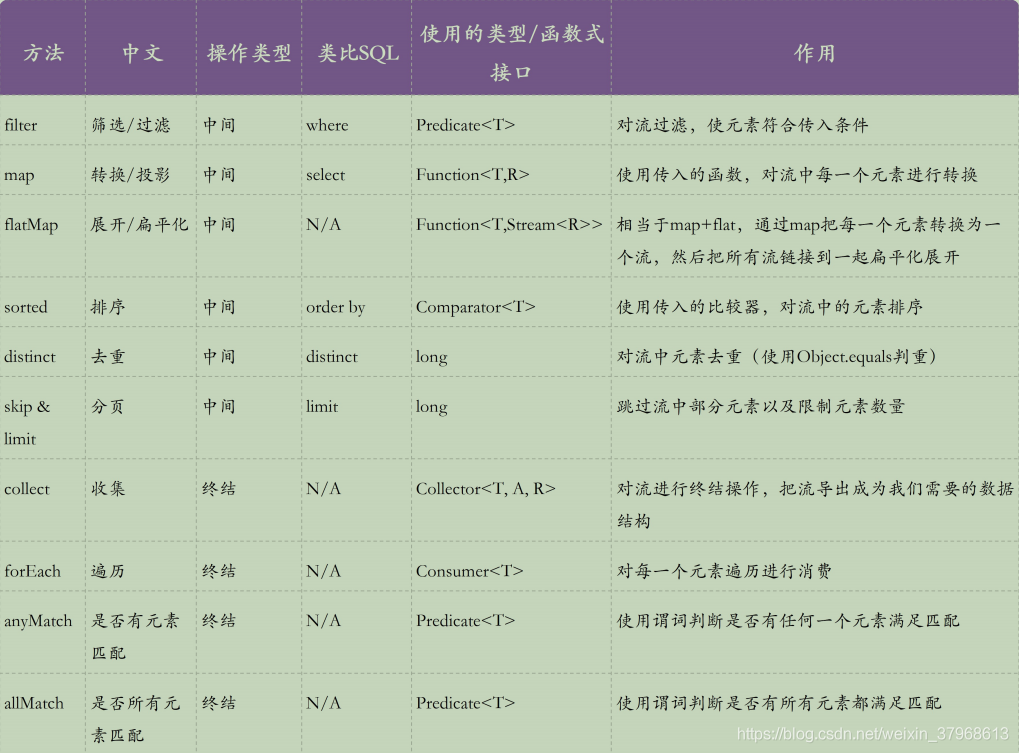 方法 中文 操作类型 类比SQL 使用的类型/函数式接口 作用
filter 筛选/过滤 中间 where Predicate<T> 对流过滤，使元素符合传入条件
map 转换/投影 中间 select Function<T,R> 使用传入的函数，对流中每一个元素进行转换
flatMap 展开/扁平化 中间 N/A Function<T,Stream<R>> 相当于map+flat，通过map把每一个元素转换为一个流，然后把所有流链接到一起扁平化展开
sorted 排序 中间 order by Comparator<T> 使用传入的比较器，对流中的元素排序
distinct 去重 中间 distinct long 对流中元素去重（使用Object.equals判重）
skip & limit 分页 中间 limit long 跳过流中部分元素以及限制元素数量
collect 收集 终结 N/A Collector<T, A, R> 对流进行终结操作，把流导出成为我们需要的数据结构
forEach 遍历 终结 N/A Consumer<T> 对每一个元素遍历进行消费
anyMatch 是否有元素匹配 终结 N/A Predicate<T> 使用谓词判断是否有任何一个元素满足匹配
allMatch 是否所有元素匹配 终结 N/A Predicate<T> 使用谓词判断是否有所有元素都满足匹配
https://blog.csdn.net/weixin_37968613